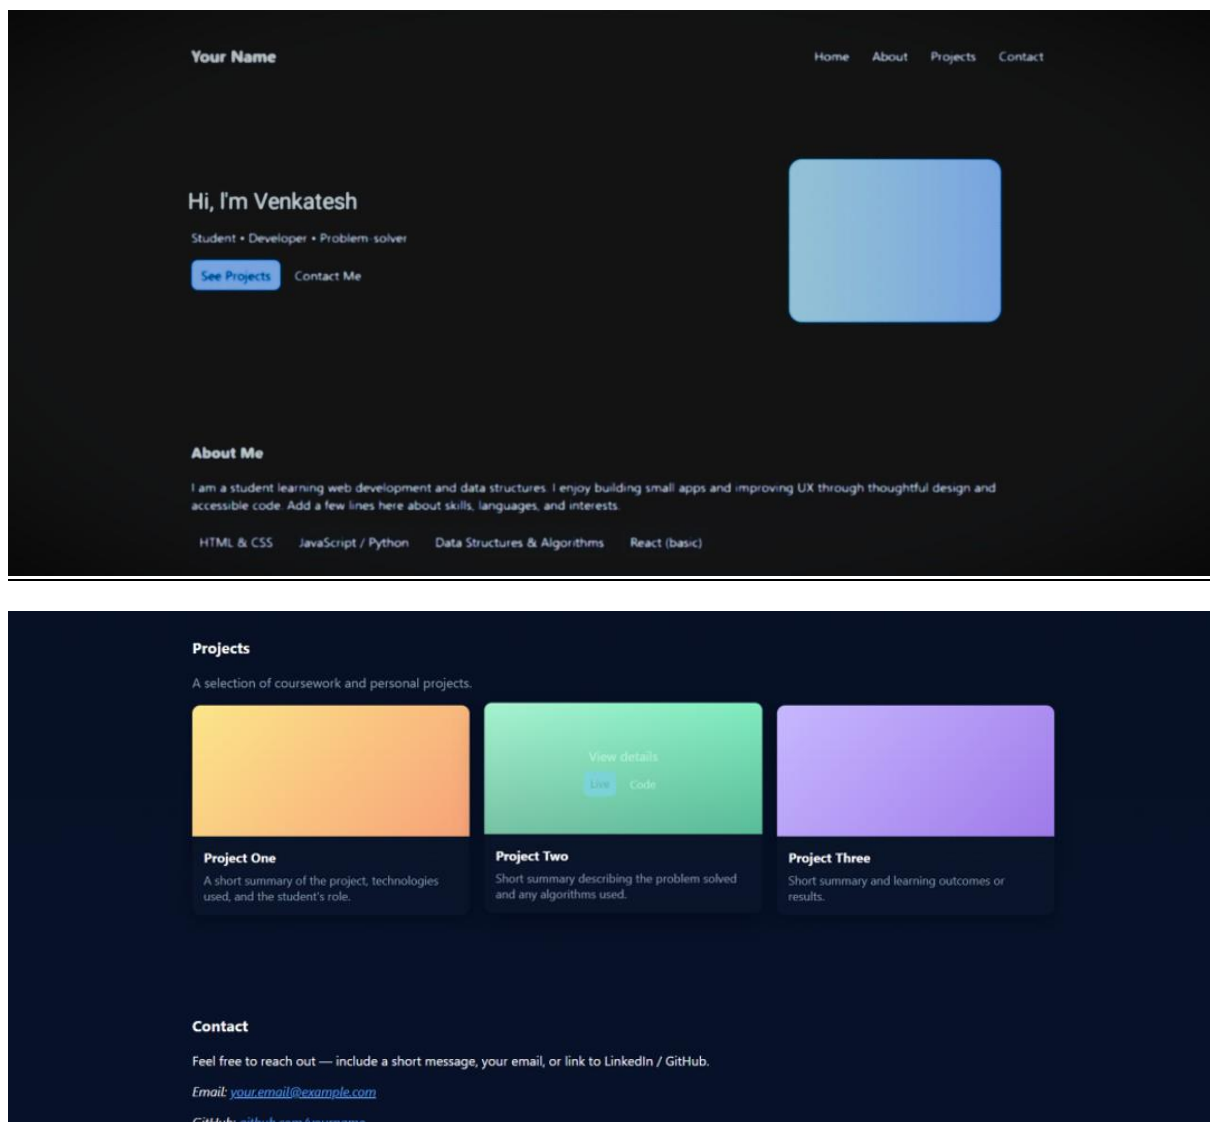 Your Name
Home About Projects Contact
Hi, I'm Venkatesh
Student • Developer • Problem-solver
See Projects Contact Me
About Me
I am a student learning web development and data structures. I enjoy building small apps and improving UX through thoughtful design and
accessible code. Add a few lines here about skills, languages, and interests.
HTML & CSS JavaScript / Python Data Structures & Algorithms React (basic)
Projects
A selection of coursework and personal projects.
View details
Live Code
Project One
A short summary of the project, technologies
used, and the student's role.
Project Two
Short summary describing the problem solved
and any algorithms used.
Project Three
Short summary and learning outcomes or
results.
Contact
Feel free to reach out — include a short message, your email, or link to LinkedIn / GitHub.
Email: your.email@example.com
GitHub: github.com/yourname